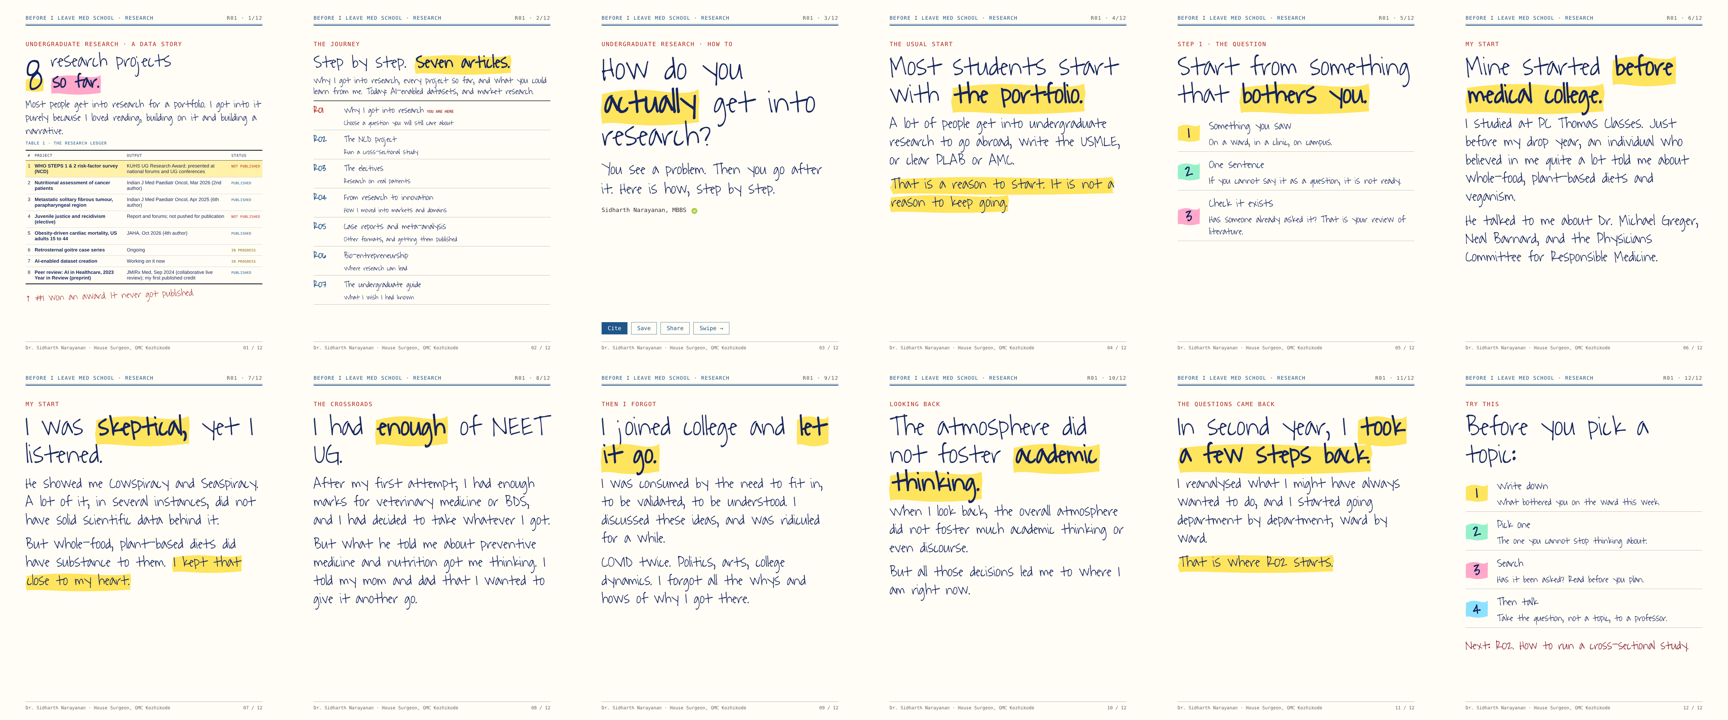 BEFORE I LEAVE MED SCHOOL · RESEARCH
R01 · 1/12
UNDERGRADUATE RESEARCH · A DATA STORY
8 research projects
so far.
Most people get into research for a portfolio. I got into it
purely because I loved reading, building on it and building a
narrative.
TABLE 1 · THE RESEARCH LEDGER
# PROJECT OUTPUT STATUS
1 WHO STEPS 1 & 2 risk-factor survey (NCD) KUHS UG Research Award; presented at national forums and UG conferences NOT PUBLISHED
2 Nutritional assessment of cancer patients Indian J Med Paediatr Oncol, Mar 2026 (2nd author) PUBLISHED
3 Metastatic solitary fibrous tumour, parapharyngeal region Indian J Med Paediatr Oncol, Apr 2025 (6th author) PUBLISHED
4 Juvenile justice and recidivism (elective) Report and forums; not pushed for publication NOT PUBLISHED
5 Obesity-driven cardiac mortality, US adults 15 to 44 JAHA, Oct 2026 (4th author) PUBLISHED
6 Retrosternal goitre case series Ongoing IN PROGRESS
7 AI-enabled dataset creation Working on it now IN PROGRESS
8 Peer review: AI in Healthcare, 2023 Year in Review (preprint) JMIRx Med, Sep 2024 (collaborative live review); my first published credit PUBLISHED
↑ #1 won an award. It never got published
Dr. Sidharth Narayanan · House Surgeon, GMC Kozhikode
01 / 12
BEFORE I LEAVE MED SCHOOL · RESEARCH
R01 · 2/12
THE JOURNEY
Step by step. Seven articles.
Why I got into research, every project so far, and what you could
learn from me. Today: AI-enabled datasets, and market research.
R01 Why I got into research YOU ARE HERE
Choose a question you will still care about
R02 The NCD project
Run a cross-sectional study
R03 The electives
Research on real patients
R04 From research to innovation
How I moved into markets and domains
R05 Case reports and meta-analysis
Other formats, and getting them published
R06 Bio-entrepreneurship
Where research can lead
R07 The undergraduate guide
What I wish I had known
Dr. Sidharth Narayanan · House Surgeon, GMC Kozhikode
02 / 12
BEFORE I LEAVE MED SCHOOL · RESEARCH
R01 · 3/12
UNDERGRADUATE RESEARCH · HOW TO
How do you
actually get into
research?
You see a problem. Then you go after
it. Here is how, step by step.
Sidharth Narayanan, MBBS
Cite Save Share Swipe →
Dr. Sidharth Narayanan · House Surgeon, GMC Kozhikode
03 / 12
BEFORE I LEAVE MED SCHOOL · RESEARCH
R01 · 4/12
THE USUAL START
Most students start
with the portfolio.
A lot of people get into undergraduate
research to go abroad, write the USMLE,
or clear PLAB or AMC.
That is a reason to start. It is not a
reason to keep going.
Dr. Sidharth Narayanan · House Surgeon, GMC Kozhikode
04 / 12
BEFORE I LEAVE MED SCHOOL · RESEARCH
R01 · 5/12
STEP 1 · THE QUESTION
Start from something
that bothers you.
1 Something you saw
On a ward, in a clinic, on campus.
2 One sentence
If you cannot say it as a question, it is not ready.
3 Check it exists
Has someone already asked it? That is your review of
literature.
Dr. Sidharth Narayanan · House Surgeon, GMC Kozhikode
05 / 12
BEFORE I LEAVE MED SCHOOL · RESEARCH
R01 · 6/12
MY START
Mine started before
medical college.
I studied at PC Thomas Classes. Just
before my drop year, an individual who
believed in me quite a lot told me about
whole-food, plant-based diets and
veganism.
He talked to me about Dr. Michael Greger,
Neal Barnard, and the Physicians
Committee for Responsible Medicine.
Dr. Sidharth Narayanan · House Surgeon, GMC Kozhikode
06 / 12
BEFORE I LEAVE MED SCHOOL · RESEARCH
R01 · 7/12
MY START
I was skeptical, yet I
listened.
He showed me Cowspiracy and Seaspiracy.
A lot of it, in several instances, did not
have solid scientific data behind it.
But whole-food, plant-based diets did
have substance to them. I kept that
close to my heart.
Dr. Sidharth Narayanan · House Surgeon, GMC Kozhikode
07 / 12
BEFORE I LEAVE MED SCHOOL · RESEARCH
R01 · 8/12
THE CROSSROADS
I had enough of NEET
UG.
After my first attempt, I had enough
marks for veterinary medicine or BDS,
and I had decided to take whatever I got.
But what he told me about preventive
medicine and nutrition got me thinking. I
told my mom and dad that I wanted to
give it another go.
Dr. Sidharth Narayanan · House Surgeon, GMC Kozhikode
08 / 12
BEFORE I LEAVE MED SCHOOL · RESEARCH
R01 · 9/12
THEN I FORGOT
I joined college and let
it go.
I was consumed by the need to fit in,
to be validated, to be understood. I
discussed these ideas, and was ridiculed
for a while.
COVID twice. Politics, arts, college
dynamics. I forgot all the whys and
hows of why I got there.
Dr. Sidharth Narayanan · House Surgeon, GMC Kozhikode
09 / 12
BEFORE I LEAVE MED SCHOOL · RESEARCH
R01 · 10/12
LOOKING BACK
The atmosphere did
not foster academic
thinking.
When I look back, the overall atmosphere
did not foster much academic thinking or
even discourse.
But all those decisions led me to where I
am right now.
Dr. Sidharth Narayanan · House Surgeon, GMC Kozhikode
10 / 12
BEFORE I LEAVE MED SCHOOL · RESEARCH
R01 · 11/12
THE QUESTIONS CAME BACK
In second year, I took
a few steps back.
I reanalysed what I might have always
wanted to do, and I started going
department by department, ward by
ward.
That is where R02 starts.
Dr. Sidharth Narayanan · House Surgeon, GMC Kozhikode
11 / 12
BEFORE I LEAVE MED SCHOOL · RESEARCH
R01 · 12/12
TRY THIS
Before you pick a
topic:
1 Write down
What bothered you on the ward this week.
2 Pick one
The one you cannot stop thinking about.
3 Search
Has it been asked? Read before you plan.
4 Then talk
Take the question, not a topic, to a professor.
Next: R02. How to run a cross-sectional study.
Dr. Sidharth Narayanan · House Surgeon, GMC Kozhikode
12 / 12